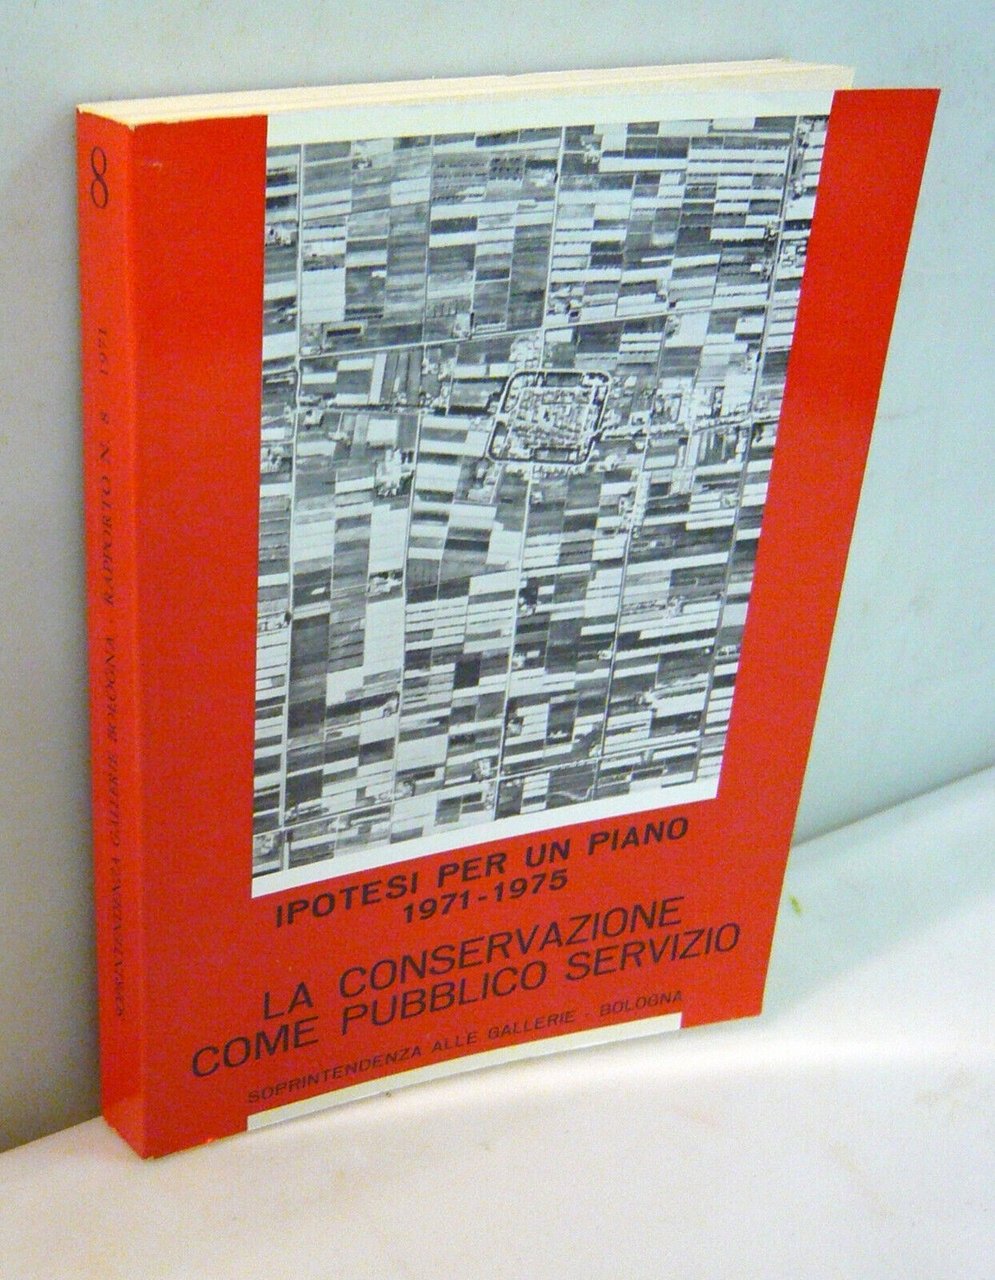 8
SOPRINTENDENZA GALLERIE BOLOGNA - RAPPORTO N. 8 1971
IPOTESI PER UN PIANO
1971-1975
LA CONSERVAZIONE
COME PUBBLICO SERVIZIO
SOPRINTENDENZA ALLE GALLERIE - BOLOGNA